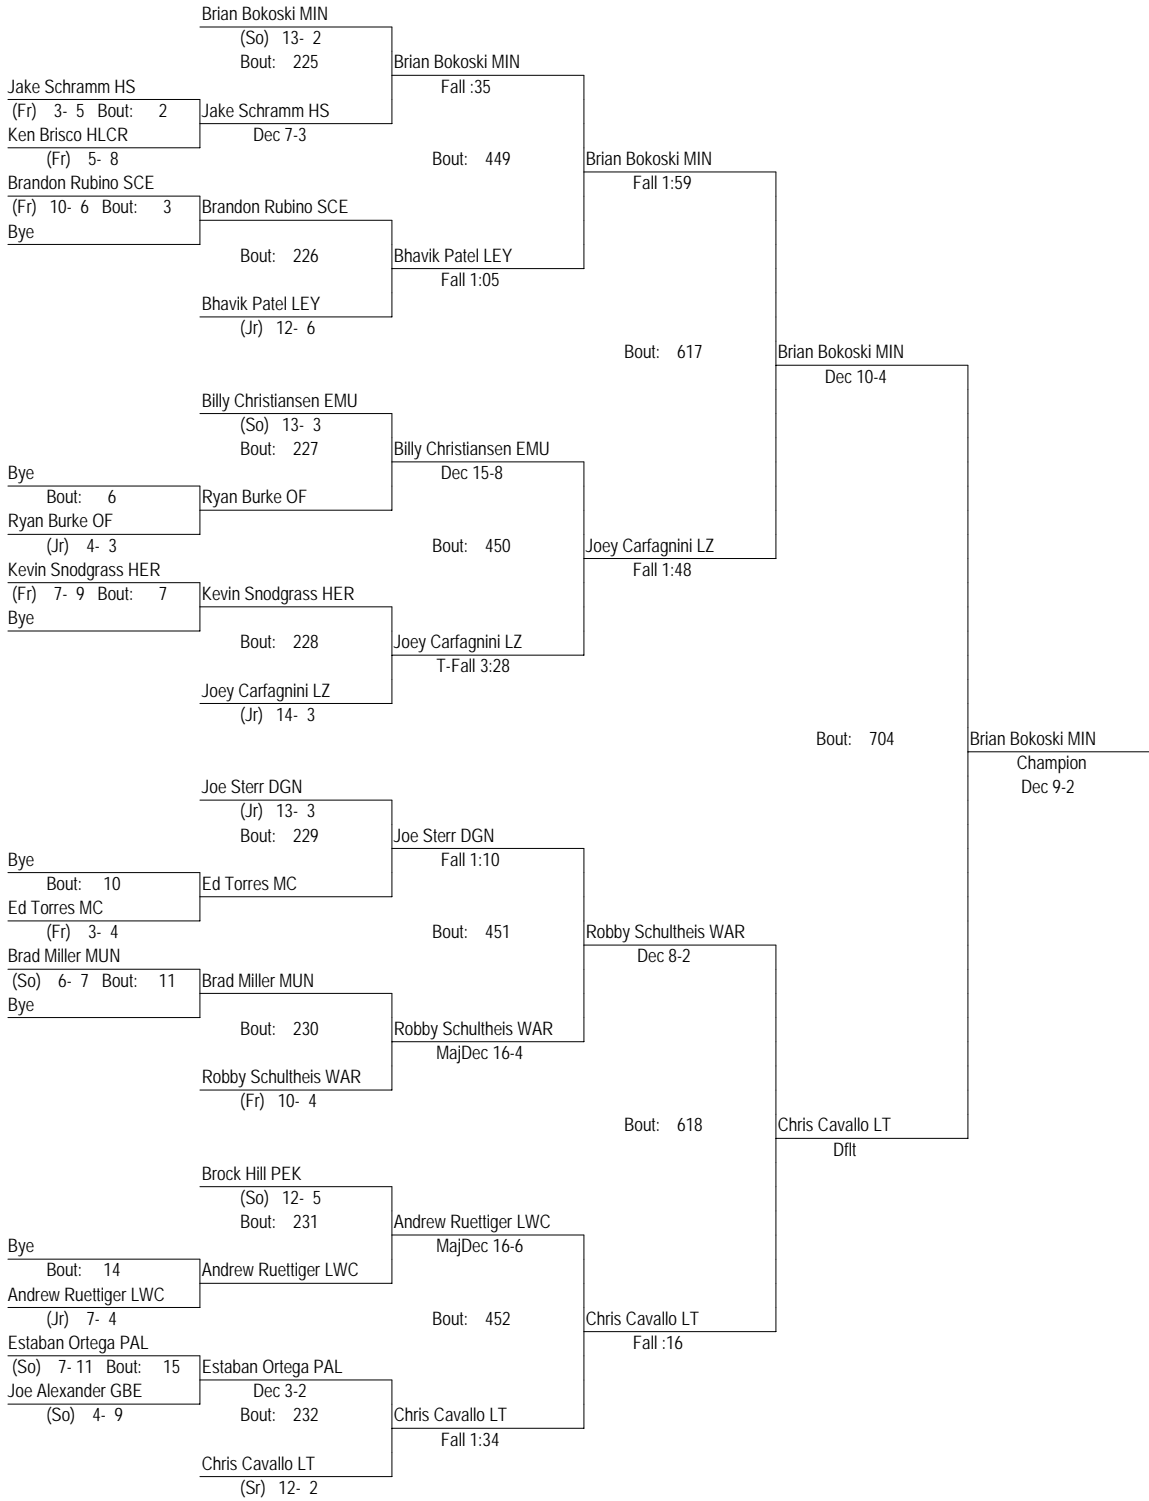 Brian Bokoski MIN
(So) 13- 2
Bout: 225
Brian Bokoski MIN
Fall :35
Jake Schramm HS
(Fr) 3- 5 Bout: 2
Jake Schramm HS
Dec 7-3
Ken Brisco HLCR
(Fr) 5- 8
Bout: 449
Brian Bokoski MIN
Fall 1:59
Brandon Rubino SCE
(Fr) 10- 6 Bout: 3
Brandon Rubino SCE
Bye
Bout: 226
Bhavik Patel LEY
Fall 1:05
Bhavik Patel LEY
(Jr) 12- 6
Bout: 617
Brian Bokoski MIN
Dec 10-4
Billy Christiansen EMU
(So) 13- 3
Bout: 227
Billy Christiansen EMU
Dec 15-8
Bye
Bout: 6
Ryan Burke OF
Ryan Burke OF
(Jr) 4- 3
Bout: 450
Joey Carfagnini LZ
Fall 1:48
Kevin Snodgrass HER
(Fr) 7- 9 Bout: 7
Kevin Snodgrass HER
Bye
Bout: 228
Joey Carfagnini LZ
T-Fall 3:28
Joey Carfagnini LZ
(Jr) 14- 3
Bout: 704
Brian Bokoski MIN
Champion
Dec 9-2
Joe Sterr DGN
(Jr) 13- 3
Bout: 229
Joe Sterr DGN
Fall 1:10
Bye
Bout: 10
Ed Torres MC
Ed Torres MC
(Fr) 3- 4
Bout: 451
Robby Schultheis WAR
Dec 8-2
Brad Miller MUN
(So) 6- 7 Bout: 11
Brad Miller MUN
Bye
Bout: 230
Robby Schultheis WAR
MajDec 16-4
Robby Schultheis WAR
(Fr) 10- 4
Bout: 618
Chris Cavallo LT
Dflt
Brock Hill PEK
(So) 12- 5
Bout: 231
Andrew Ruettiger LWC
MajDec 16-6
Bye
Bout: 14
Andrew Ruettiger LWC
Andrew Ruettiger LWC
(Jr) 7- 4
Bout: 452
Chris Cavallo LT
Fall :16
Estaban Ortega PAL
(So) 7- 11 Bout: 15
Estaban Ortega PAL
Dec 3-2
Joe Alexander GBE
(So) 4- 9
Bout: 232
Chris Cavallo LT
Fall 1:34
Chris Cavallo LT
(Sr) 12- 2